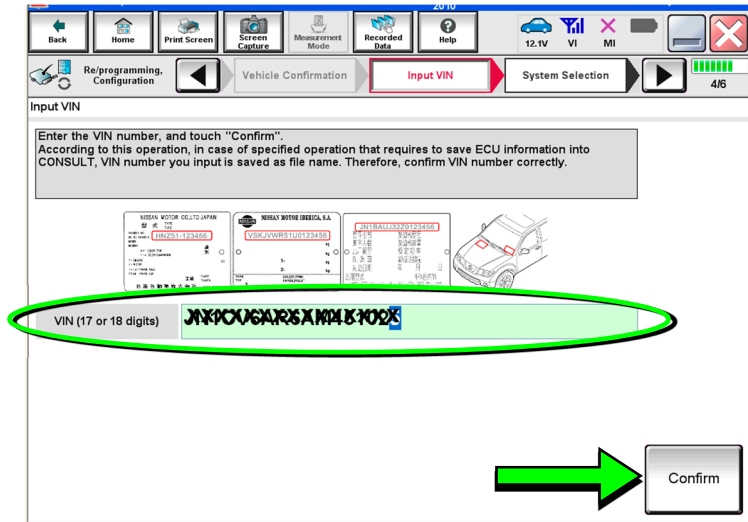 2010
Back
Home
Print Screen
Screen Capture
Measurement Mode
Recorded Data
Help
12.1V
VI
MI
Re/programming, Configuration
Vehicle Confirmation
Input VIN
System Selection
4/6
Input VIN
Enter the VIN number, and touch "Confirm".
According to this operation, in case of specified operation that requires to save ECU information into
CONSULT, VIN number you input is saved as file name. Therefore, confirm VIN number correctly.
NISSAN MOTOR CO.,LTD.JAPAN
型 式 TYPE
HNZ51-123456
NISSAN
NISSAN MOTOR IBERICA, S.A.
VSKJVWR51U0123456
JN1BAUJ32Z0123456
VIN (17 or 18 digits)
Confirm